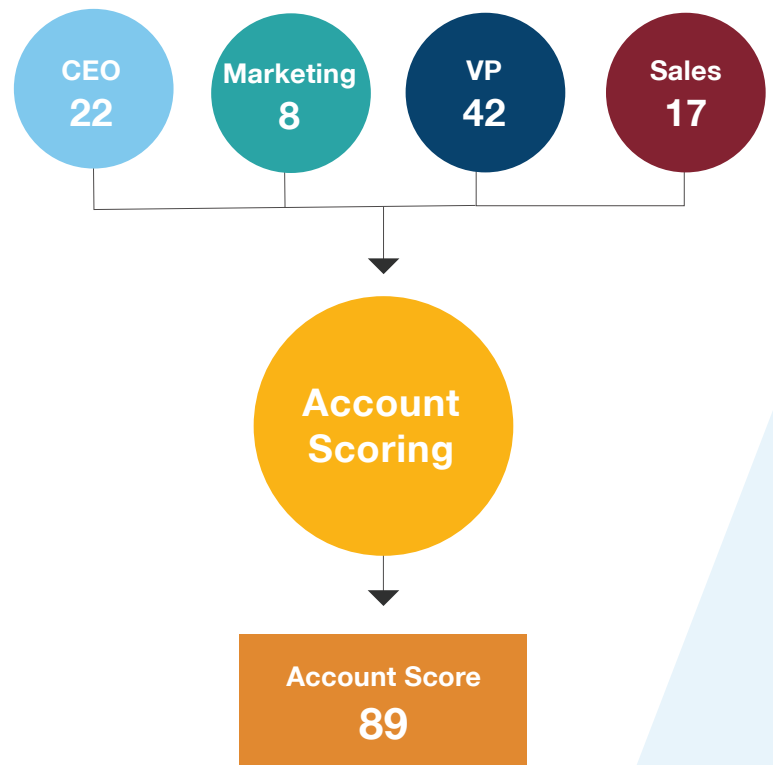 CEO
22
Marketing
8
VP
42
Sales
17
Account
Scoring
Account Score
89